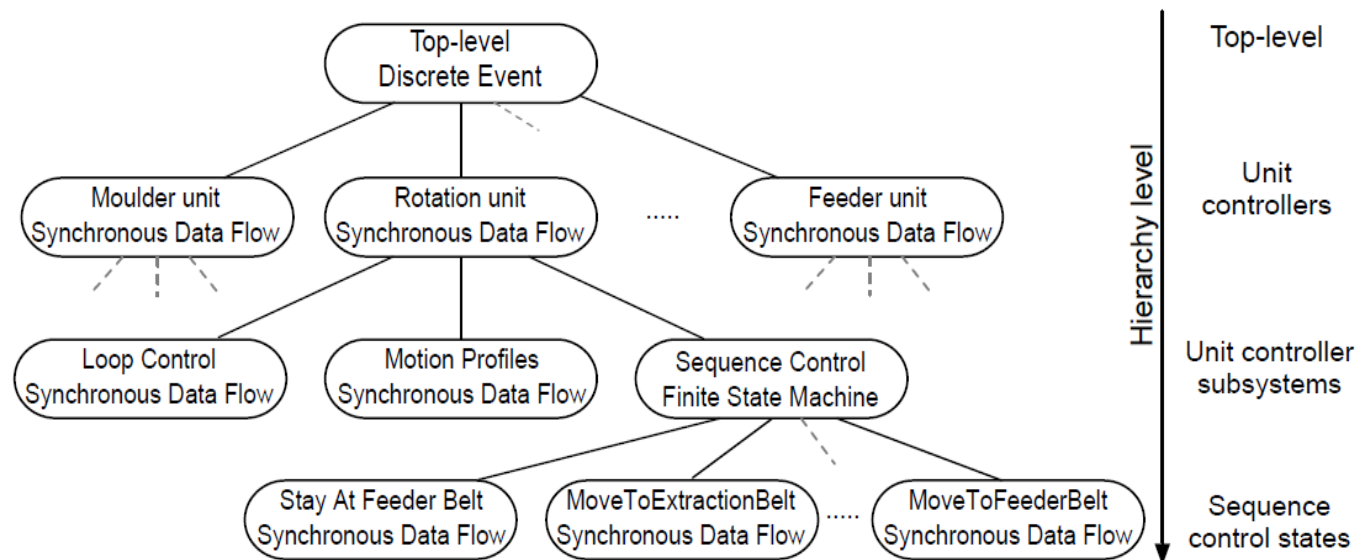 Top-level
Discrete Event
Top-level
Moulder unit
Synchronous Data Flow
Rotation unit
Synchronous Data Flow
.....
Feeder unit
Synchronous Data Flow
Unit
controllers
Hierarchy level
Loop Control
Synchronous Data Flow
Motion Profiles
Synchronous Data Flow
Sequence Control
Finite State Machine
Unit controller
subsystems
Stay At Feeder Belt
Synchronous Data Flow
MoveToExtractionBelt
Synchronous Data Flow
.....
MoveToFeederBelt
Synchronous Data Flow
Sequence
control states